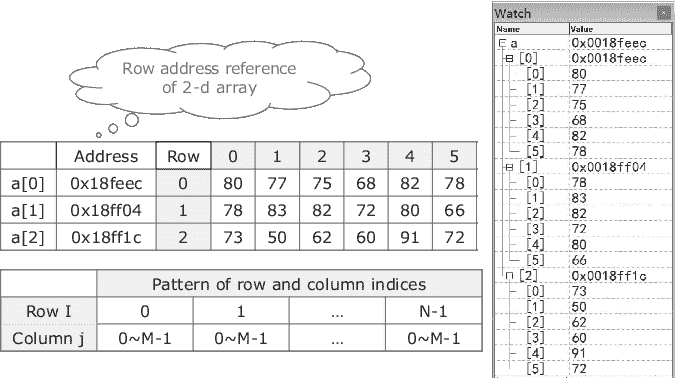 Row address reference
of 2-d array
Address Row 0 1 2 3 4 5
a[0] 0x18feec 0 80 77 75 68 82 78
a[1] 0x18ff04 1 78 83 82 72 80 66
a[2] 0x18ff1c 2 73 50 62 60 91 72
Pattern of row and column indices
Row I 0 1 ... N-1
Column j 0~M-1 0~M-1 ... 0~M-1
Watch
Name Value
a 0x0018feec
[0] 0x0018feec
[0] 80
[1] 77
[2] 75
[3] 68
[4] 82
[5] 78
[1] 0x0018ff04
[0] 78
[1] 83
[2] 82
[3] 72
[4] 80
[5] 66
[2] 0x0018ff1c
[0] 73
[1] 50
[2] 62
[3] 60
[4] 91
[5] 72